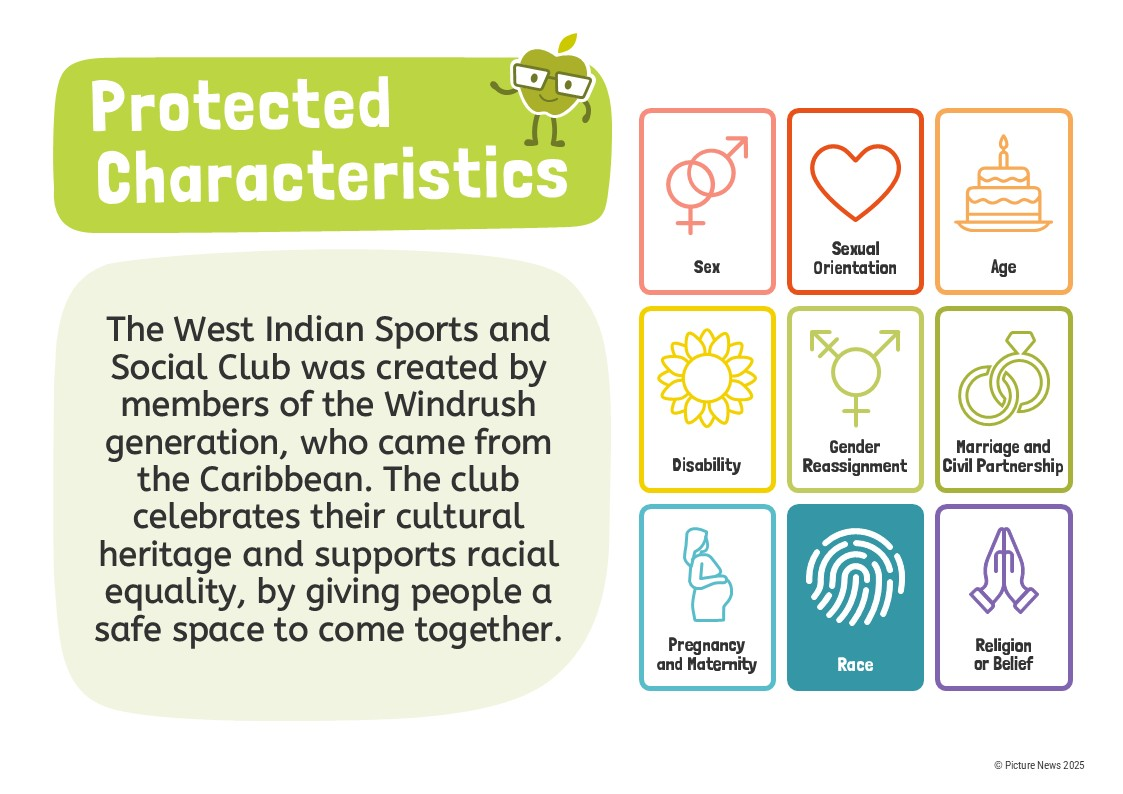 Protected
Characteristics
The West Indian Sports and
Social Club was created by
members of the Windrush
generation, who came from
the Caribbean. The club
celebrates their cultural
heritage and supports racial
equality, by giving people a
safe space to come together.
Sex
Sexual
Orientation
Age
Disability
Gender
Reassignment
Marriage and
Civil Partnership
Pregnancy
and Maternity
Race
Religion
or Belief
© Picture News 2025